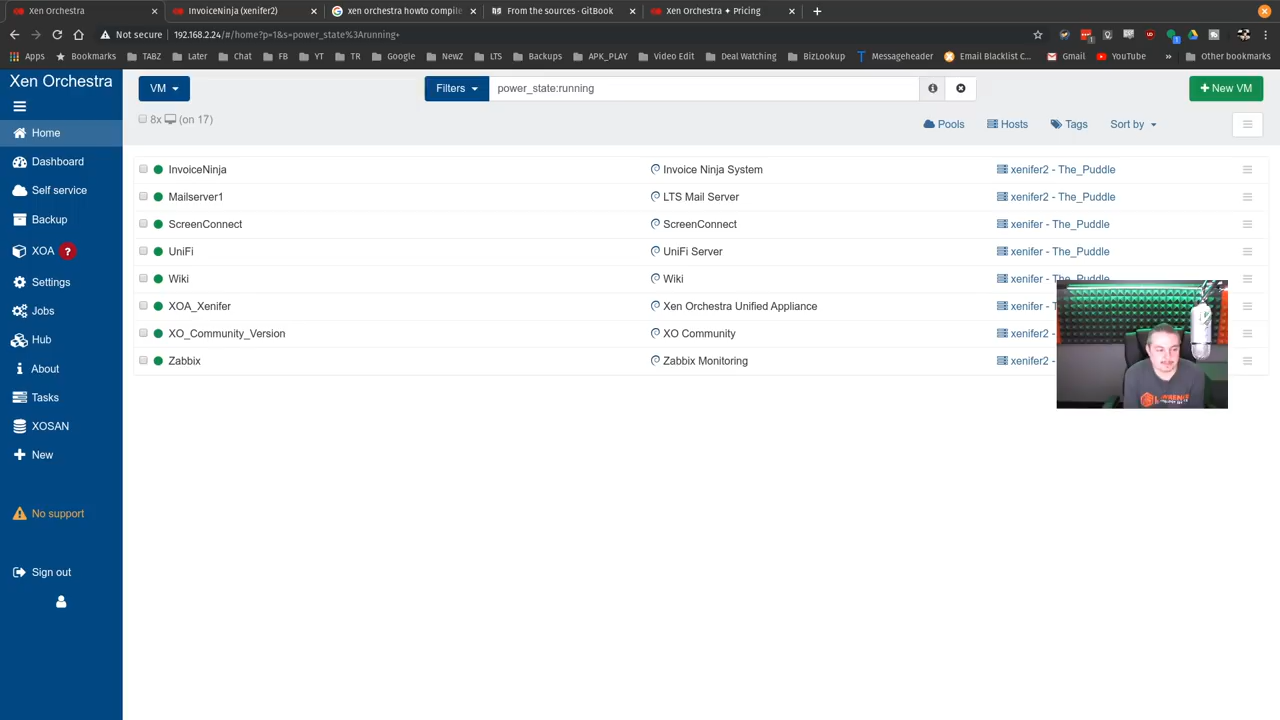 Xen Orchestra
InvoiceNinja (xenifer2)
xen orchestra howto compile
From the sources · GitBook
Xen Orchestra ✦ Pricing
Not secure 192.168.2.24/#/home?p=1&s=power_state%3Arunning+
Apps Bookmarks TABZ Later Chat FB YT TR Google LTS NewZ Backups APK_PLAY Video Edit Deal Watching BizLookup Messageheader Email Blacklist C... Gmail YouTube » Other bookmarks
Xen Orchestra
VM
Filters
power_state:running
+ New VM
8x (on 17)
Pools Hosts Tags Sort by
Home
Dashboard
Self service
Backup
XOA ?
Settings
Jobs
Hub
About
Tasks
XOSAN
New
No support
Sign out
InvoiceNinja Invoice Ninja System xenifer2 - The_Puddle
Mailserver1 LTS Mail Server xenifer2 - The_Puddle
ScreenConnect ScreenConnect xenifer - The_Puddle
UniFi UniFi Server xenifer - The_Puddle
Wiki Wiki xenifer - The_Puddle
XOA_Xenifer Xen Orchestra Unified Appliance xenifer -
XO_Community_Version XO Community xenifer2 -
Zabbix Zabbix Monitoring xenifer2 -